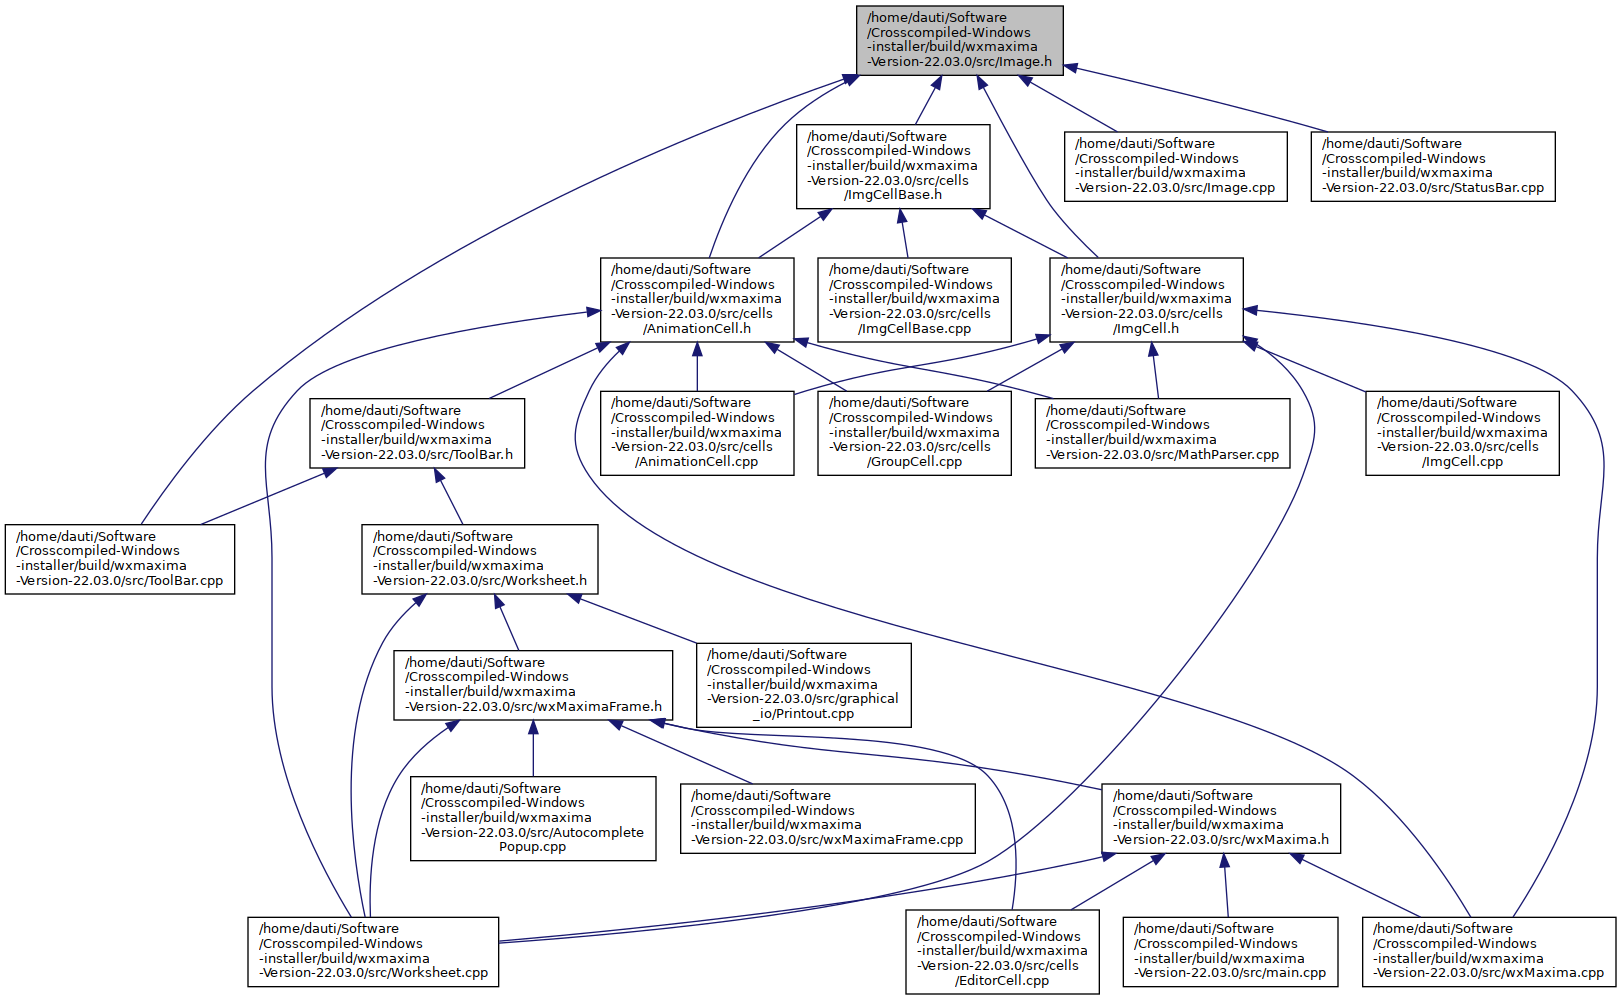 /home/dauti/Software
/Crosscompiled-Windows
-installer/build/wxmaxima
-Version-22.03.0/src/Image.h
/home/dauti/Software
/Crosscompiled-Windows
-installer/build/wxmaxima
-Version-22.03.0/src/cells
/ImgCellBase.h
/home/dauti/Software
/Crosscompiled-Windows
-installer/build/wxmaxima
-Version-22.03.0/src/Image.cpp
/home/dauti/Software
/Crosscompiled-Windows
-installer/build/wxmaxima
-Version-22.03.0/src/StatusBar.cpp
/home/dauti/Software
/Crosscompiled-Windows
-installer/build/wxmaxima
-Version-22.03.0/src/cells
/AnimationCell.h
/home/dauti/Software
/Crosscompiled-Windows
-installer/build/wxmaxima
-Version-22.03.0/src/cells
/ImgCellBase.cpp
/home/dauti/Software
/Crosscompiled-Windows
-installer/build/wxmaxima
-Version-22.03.0/src/cells
/ImgCell.h
/home/dauti/Software
/Crosscompiled-Windows
-installer/build/wxmaxima
-Version-22.03.0/src/ToolBar.h
/home/dauti/Software
/Crosscompiled-Windows
-installer/build/wxmaxima
-Version-22.03.0/src/cells
/AnimationCell.cpp
/home/dauti/Software
/Crosscompiled-Windows
-installer/build/wxmaxima
-Version-22.03.0/src/cells
/GroupCell.cpp
/home/dauti/Software
/Crosscompiled-Windows
-installer/build/wxmaxima
-Version-22.03.0/src/MathParser.cpp
/home/dauti/Software
/Crosscompiled-Windows
-installer/build/wxmaxima
-Version-22.03.0/src/cells
/ImgCell.cpp
/home/dauti/Software
/Crosscompiled-Windows
-installer/build/wxmaxima
-Version-22.03.0/src/ToolBar.cpp
/home/dauti/Software
/Crosscompiled-Windows
-installer/build/wxmaxima
-Version-22.03.0/src/Worksheet.h
/home/dauti/Software
/Crosscompiled-Windows
-installer/build/wxmaxima
-Version-22.03.0/src/wxMaximaFrame.h
/home/dauti/Software
/Crosscompiled-Windows
-installer/build/wxmaxima
-Version-22.03.0/src/graphical
_io/Printout.cpp
/home/dauti/Software
/Crosscompiled-Windows
-installer/build/wxmaxima
-Version-22.03.0/src/Autocomplete
Popup.cpp
/home/dauti/Software
/Crosscompiled-Windows
-installer/build/wxmaxima
-Version-22.03.0/src/wxMaximaFrame.cpp
/home/dauti/Software
/Crosscompiled-Windows
-installer/build/wxmaxima
-Version-22.03.0/src/wxMaxima.h
/home/dauti/Software
/Crosscompiled-Windows
-installer/build/wxmaxima
-Version-22.03.0/src/Worksheet.cpp
/home/dauti/Software
/Crosscompiled-Windows
-installer/build/wxmaxima
-Version-22.03.0/src/cells
/EditorCell.cpp
/home/dauti/Software
/Crosscompiled-Windows
-installer/build/wxmaxima
-Version-22.03.0/src/main.cpp
/home/dauti/Software
/Crosscompiled-Windows
-installer/build/wxmaxima
-Version-22.03.0/src/wxMaxima.cpp